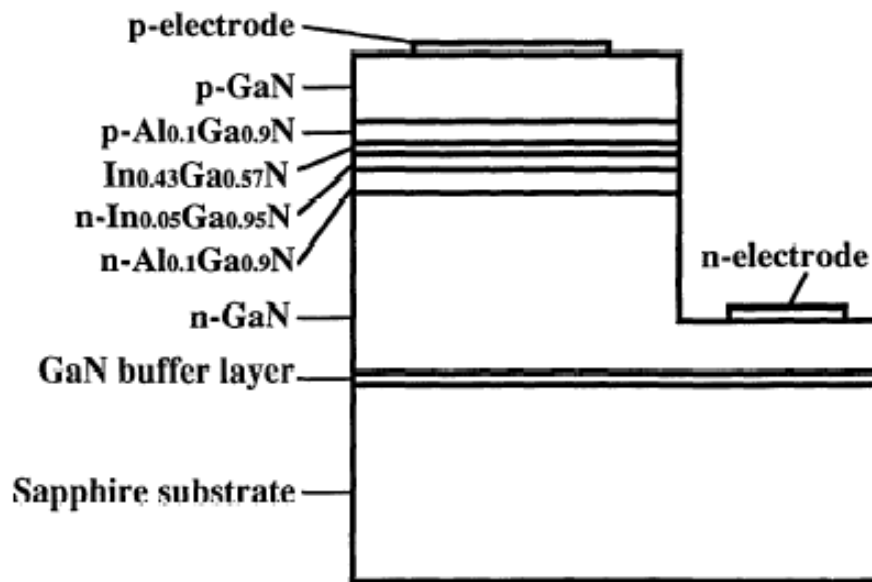 p-electrode
p-GaN
p-Al0.1Ga0.9N
In0.43Ga0.57N
n-In0.05Ga0.95N
n-Al0.1Ga0.9N
n-electrode
n-GaN
GaN buffer layer
Sapphire substrate